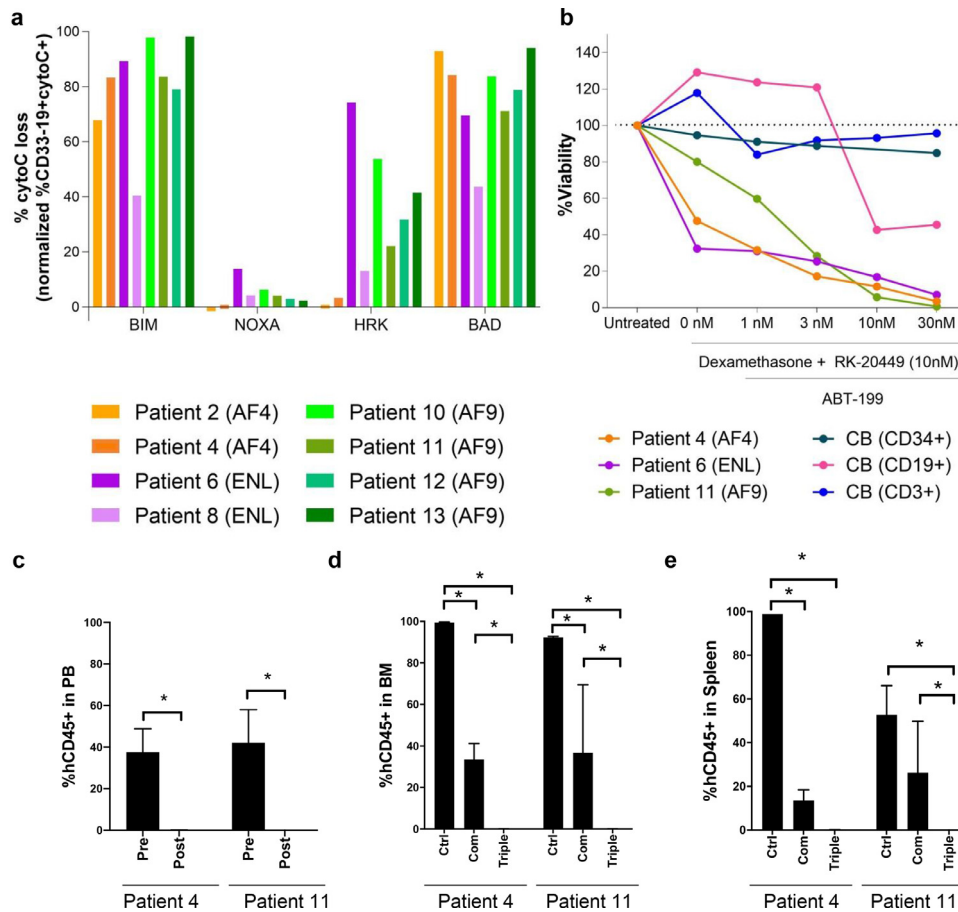 a
% cytoC loss
(normalized %CD33-19+cytoC+)
100
80
60
40
20
0
BIM
NOXA
HRK
BAD
Patient 2 (AF4)
Patient 4 (AF4)
Patient 6 (ENL)
Patient 8 (ENL)
Patient 10 (AF9)
Patient 11 (AF9)
Patient 12 (AF9)
Patient 13 (AF9)
b
%Viability
140
120
100
80
60
40
20
0
Untreated
0 nM
1 nM
3 nM
10nM
30nM
Dexamethasone + RK-20449 (10nM)
ABT-199
Patient 4 (AF4)
Patient 6 (ENL)
Patient 11 (AF9)
CB (CD34+)
CB (CD19+)
CB (CD3+)
c
%hCD45+ in PB
100
80
60
40
20
0
*
*
Pre
Post
Pre
Post
Patient 4
Patient 11
d
%hCD45+ in BM
100
80
60
40
20
0
*
*
*
*
*
*
Ctrl
Com
Triple
Ctrl
Com
Triple
Patient 4
Patient 11
e
%hCD45+ in Spleen
100
80
60
40
20
0
*
*
*
*
Ctrl
Com
Triple
Ctrl
Com
Triple
Patient 4
Patient 11